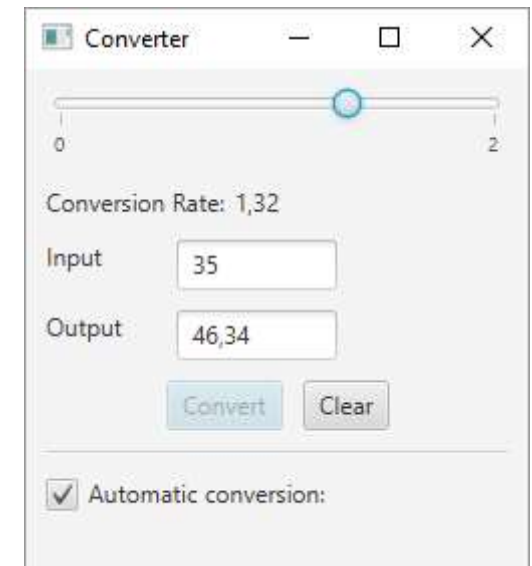 Converter
0 2
Conversion Rate: 1,32
Input 35
Output 46,34
Convert Clear
Automatic conversion: